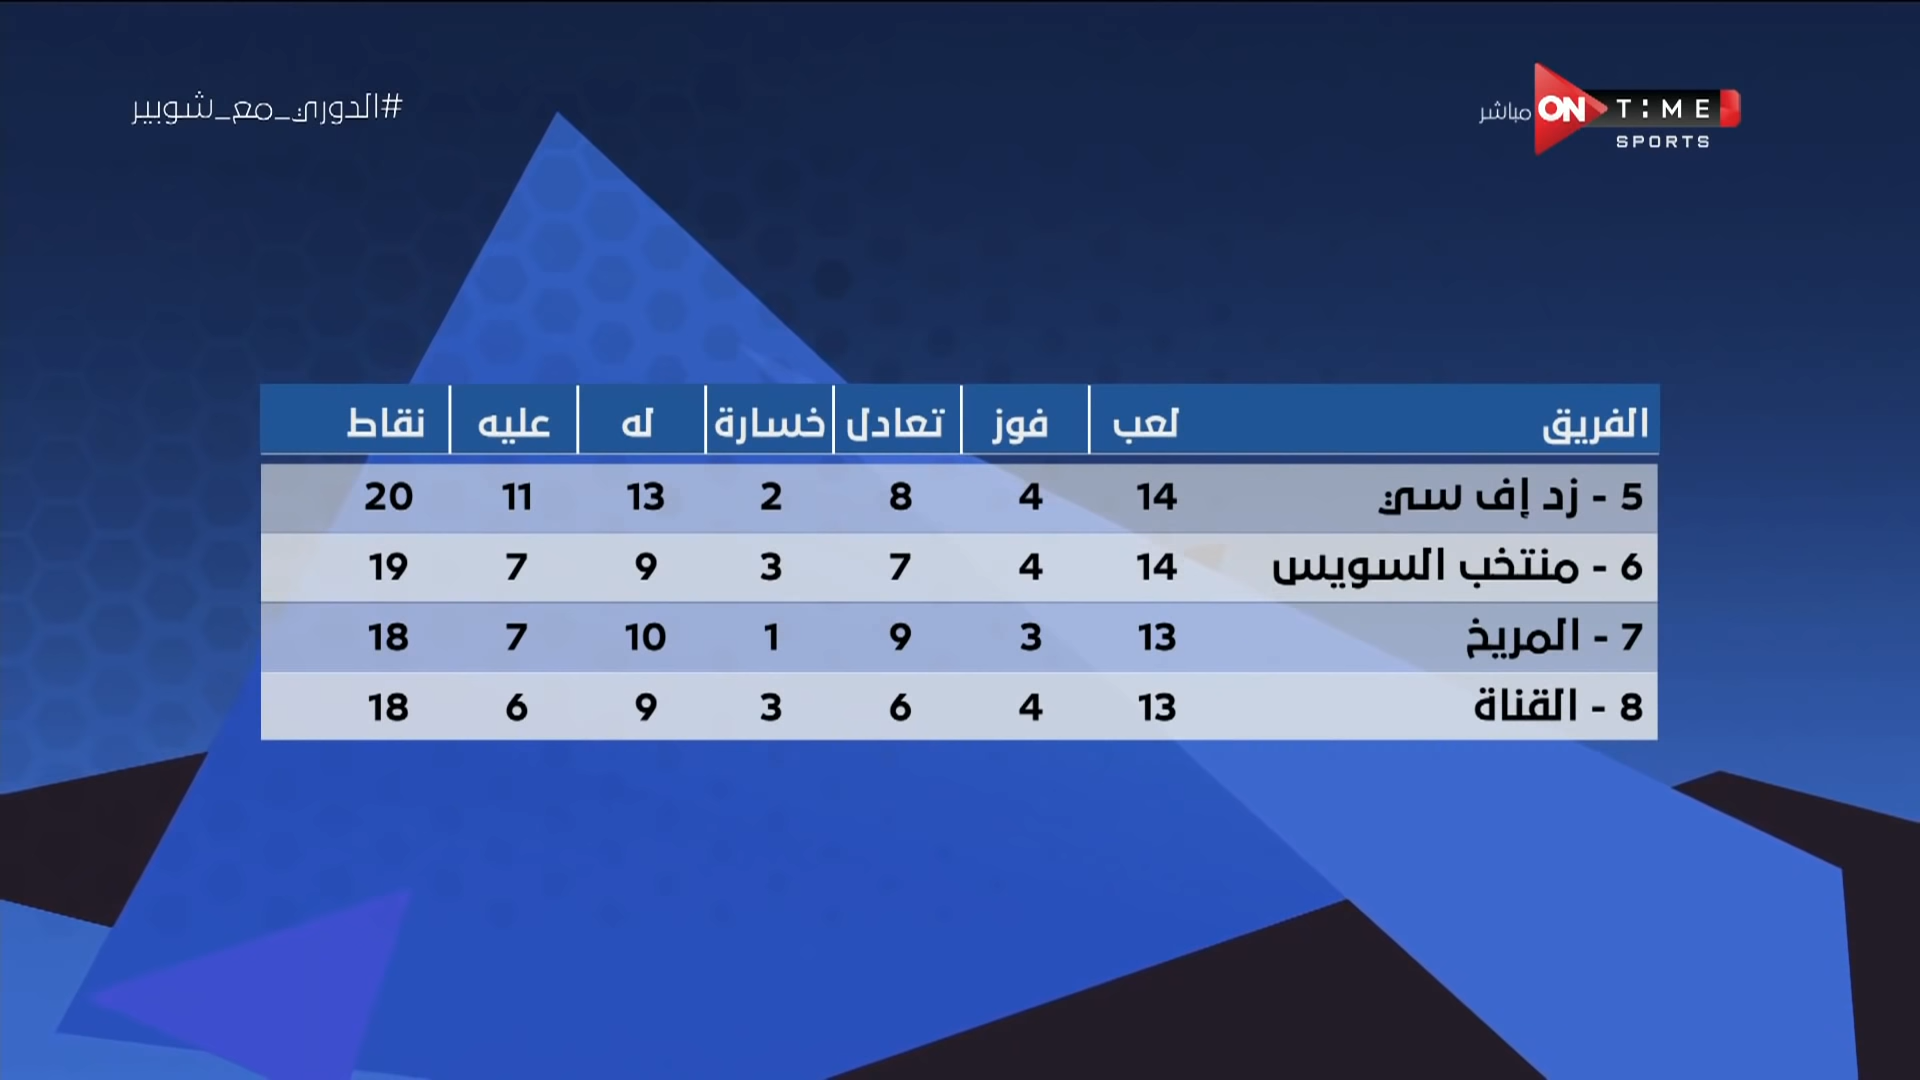 #الدوري_مع_شوبير
مباشر ON TIME SPORTS
الفريق لعب فوز تعادل خسارة له عليه نقاط
5 - زد إف سي 14 4 8 2 13 11 20
6 - منتخب السويس 14 4 7 3 9 7 19
7 - المريخ 13 3 9 1 10 7 18
8 - القناة 13 4 6 3 9 6 18